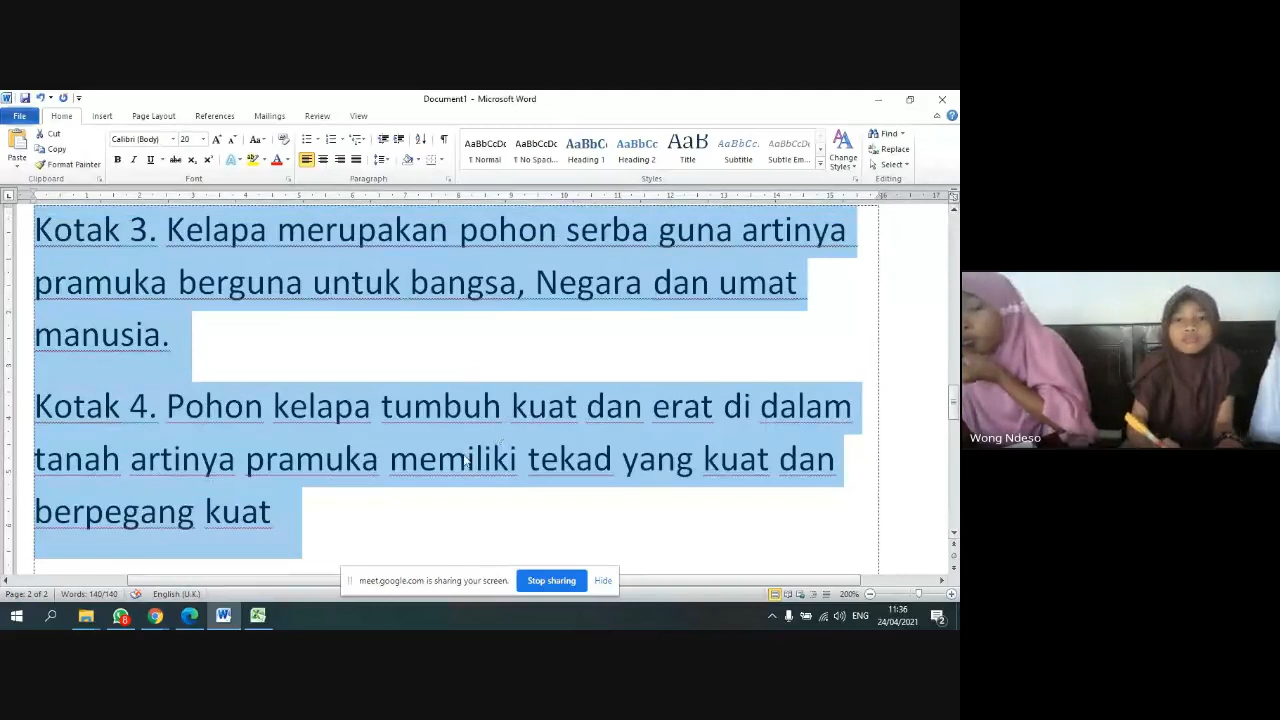 Document1 - Microsoft Word
File Home Insert Page Layout References Mailings Review View
Paste
Cut
Copy
Format Painter
Clipboard
Calibri (Body) 20
Font
Paragraph
AaBbCcDc AaBbCcDc AaBbC AaBbCc AaB AaBbCc. AaBbCcDc
¶ Normal ¶ No Spac... Heading 1 Heading 2 Title Subtitle Subtle Em...
Styles
Change
Styles
Find
Replace
Select
Editing
Kotak 3. Kelapa merupakan pohon serba guna artinya
pramuka berguna untuk bangsa, Negara dan umat
manusia.
Kotak 4. Pohon kelapa tumbuh kuat dan erat di dalam
tanah artinya pramuka memiliki tekad yang kuat dan
berpegang kuat
meet.google.com is sharing your screen. Stop sharing Hide
Page: 2 of 2 Words: 140/140 English (U.K.) 200%
ENG 11:36
24/04/2021
Wong Ndeso